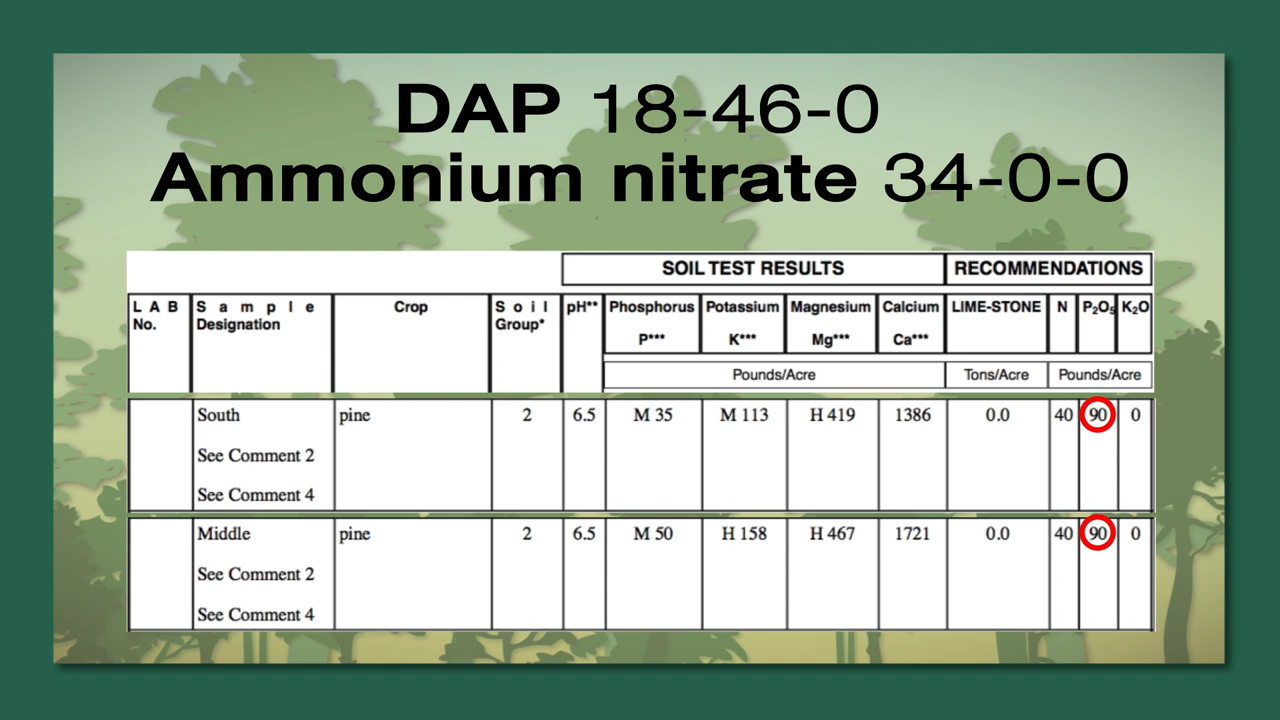 DAP 18-46-0
Ammonium nitrate 34-0-0
SOIL TEST RESULTS RECOMMENDATIONS
LAB No. Sample Designation Crop Soil Group* pH** Phosphorus P*** Potassium K*** Magnesium Mg*** Calcium Ca*** LIME-STONE N P₂O₅ K₂O
Pounds/Acre Tons/Acre Pounds/Acre
South pine 2 6.5 M 35 M 113 H 419 1386 0.0 40 90 0
See Comment 2
See Comment 4
Middle pine 2 6.5 M 50 H 158 H 467 1721 0.0 40 90 0
See Comment 2
See Comment 4